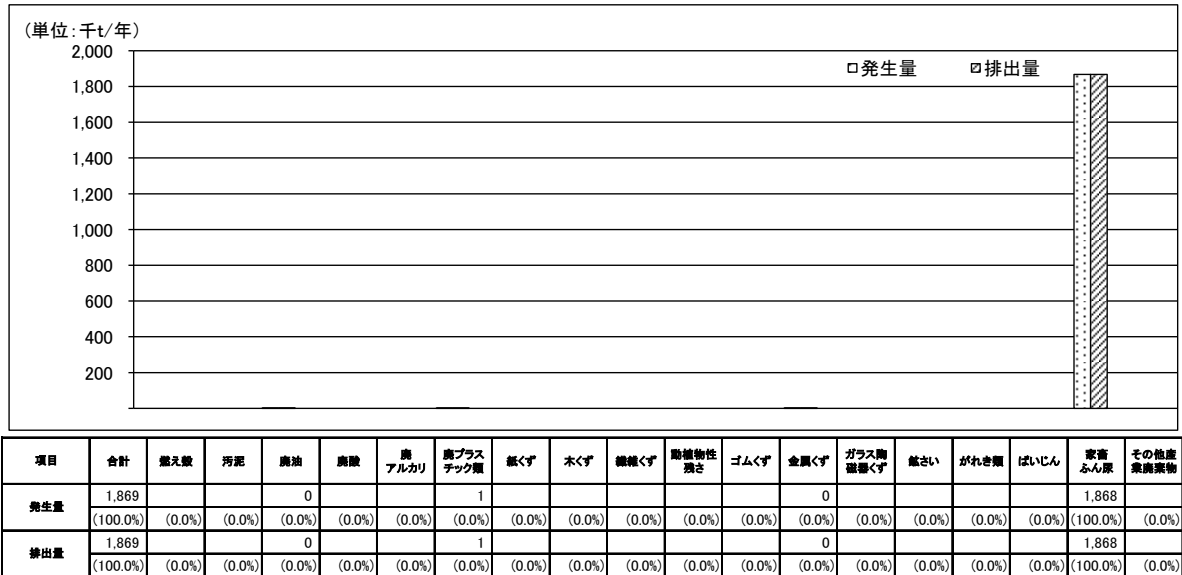 (単位:千t/年)
□発生量 ▨排出量
2,000
1,800
1,600
1,400
1,200
1,000
800
600
400
200
項目 合計 燃え殻 汚泥 廃油 廃酸 廃アルカリ 廃プラスチック類 紙くず 木くず 繊維くず 動植物性残さ ゴムくず 金属くず ガラス陶磁器くず 鉱さい がれき類 ばいじん 家畜ふん尿 その他産業廃棄物
発生量 1,869 0 1 0 1,868
(100.0%) (0.0%) (0.0%) (0.0%) (0.0%) (0.0%) (0.0%) (0.0%) (0.0%) (0.0%) (0.0%) (0.0%) (0.0%) (0.0%) (0.0%) (0.0%) (0.0%) (100.0%) (0.0%)
排出量 1,869 0 1 0 1,868
(100.0%) (0.0%) (0.0%) (0.0%) (0.0%) (0.0%) (0.0%) (0.0%) (0.0%) (0.0%) (0.0%) (0.0%) (0.0%) (0.0%) (0.0%) (0.0%) (0.0%) (100.0%) (0.0%)